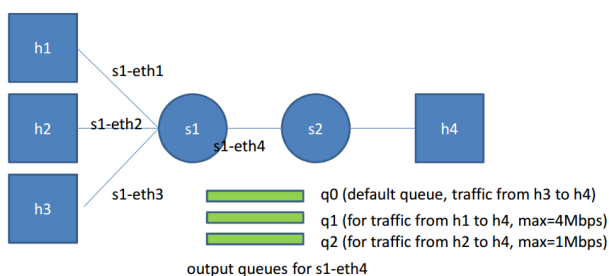 h1
s1-eth1
h2
s1-eth2
s1
s1-eth4
s2
h4
h3
s1-eth3
q0 (default queue, traffic from h3 to h4)
q1 (for traffic from h1 to h4, max=4Mbps)
q2 (for traffic from h2 to h4, max=1Mbps)
output queues for s1-eth4